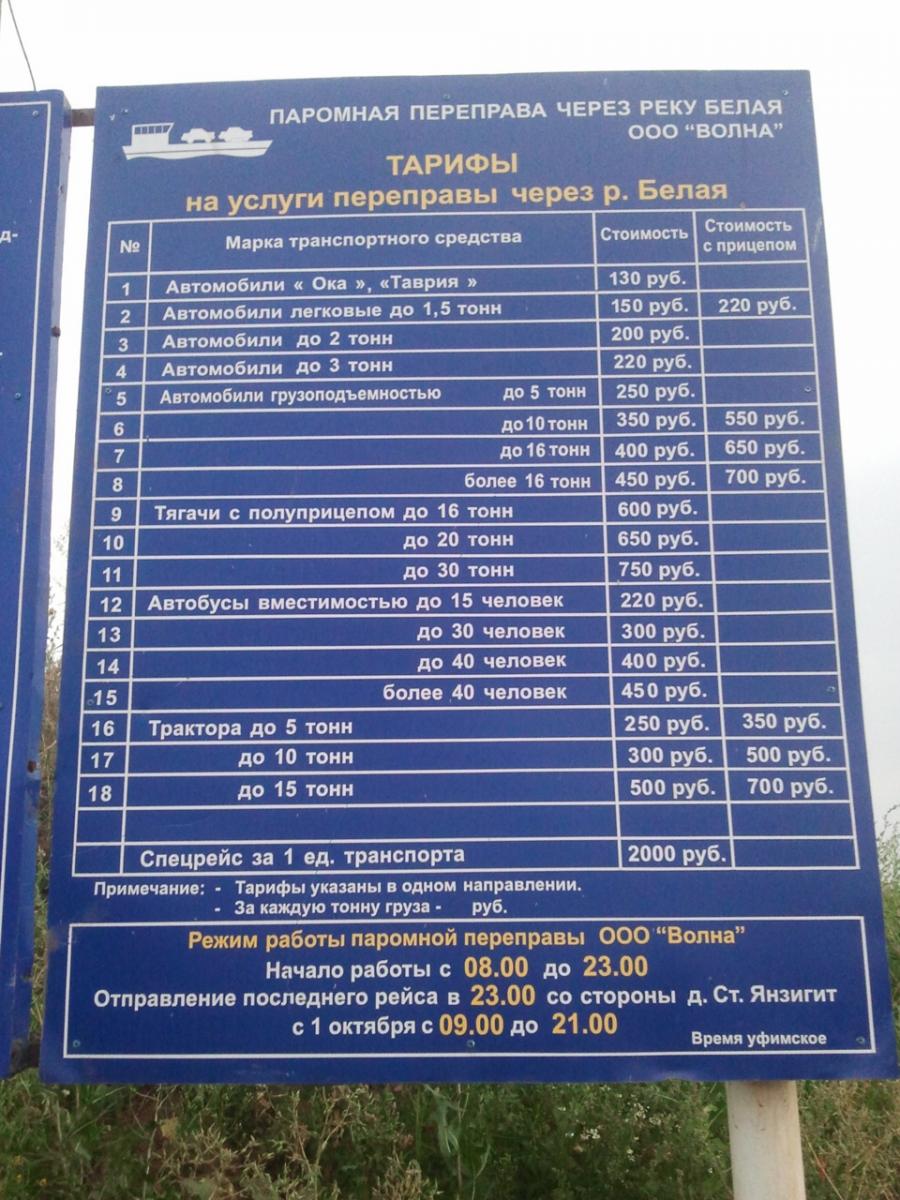 ПАРОМНАЯ ПЕРЕПРАВА ЧЕРЕЗ РЕКУ БЕЛАЯ
ООО "ВОЛНА"
ТАРИФЫ
на услуги переправы через р. Белая
№ Марка транспортного средства Стоимость Стоимость с прицепом
1 Автомобили « Ока », «Таврия » 130 руб.
2 Автомобили легковые до 1,5 тонн 150 руб. 220 руб.
3 Автомобили до 2 тонн 200 руб.
4 Автомобили до 3 тонн 220 руб.
5 Автомобили грузоподъемностью до 5 тонн 250 руб.
6 до 10 тонн 350 руб. 550 руб.
7 до 16 тонн 400 руб. 650 руб.
8 более 16 тонн 450 руб. 700 руб.
9 Тягачи с полуприцепом до 16 тонн 600 руб.
10 до 20 тонн 650 руб.
11 до 30 тонн 750 руб.
12 Автобусы вместимостью до 15 человек 220 руб.
13 до 30 человек 300 руб.
14 до 40 человек 400 руб.
15 более 40 человек 450 руб.
16 Трактора до 5 тонн 250 руб. 350 руб.
17 до 10 тонн 300 руб. 500 руб.
18 до 15 тонн 500 руб. 700 руб.
Спецрейс за 1 ед. транспорта 2000 руб.
Примечание: - Тарифы указаны в одном направлении.
- За каждую тонну груза - руб.
Режим работы паромной переправы ООО "Волна"
Начало работы с 08.00 до 23.00
Отправление последнего рейса в 23.00 со стороны д. Ст. Янзигит
с 1 октября с 09.00 до 21.00
Время уфимское